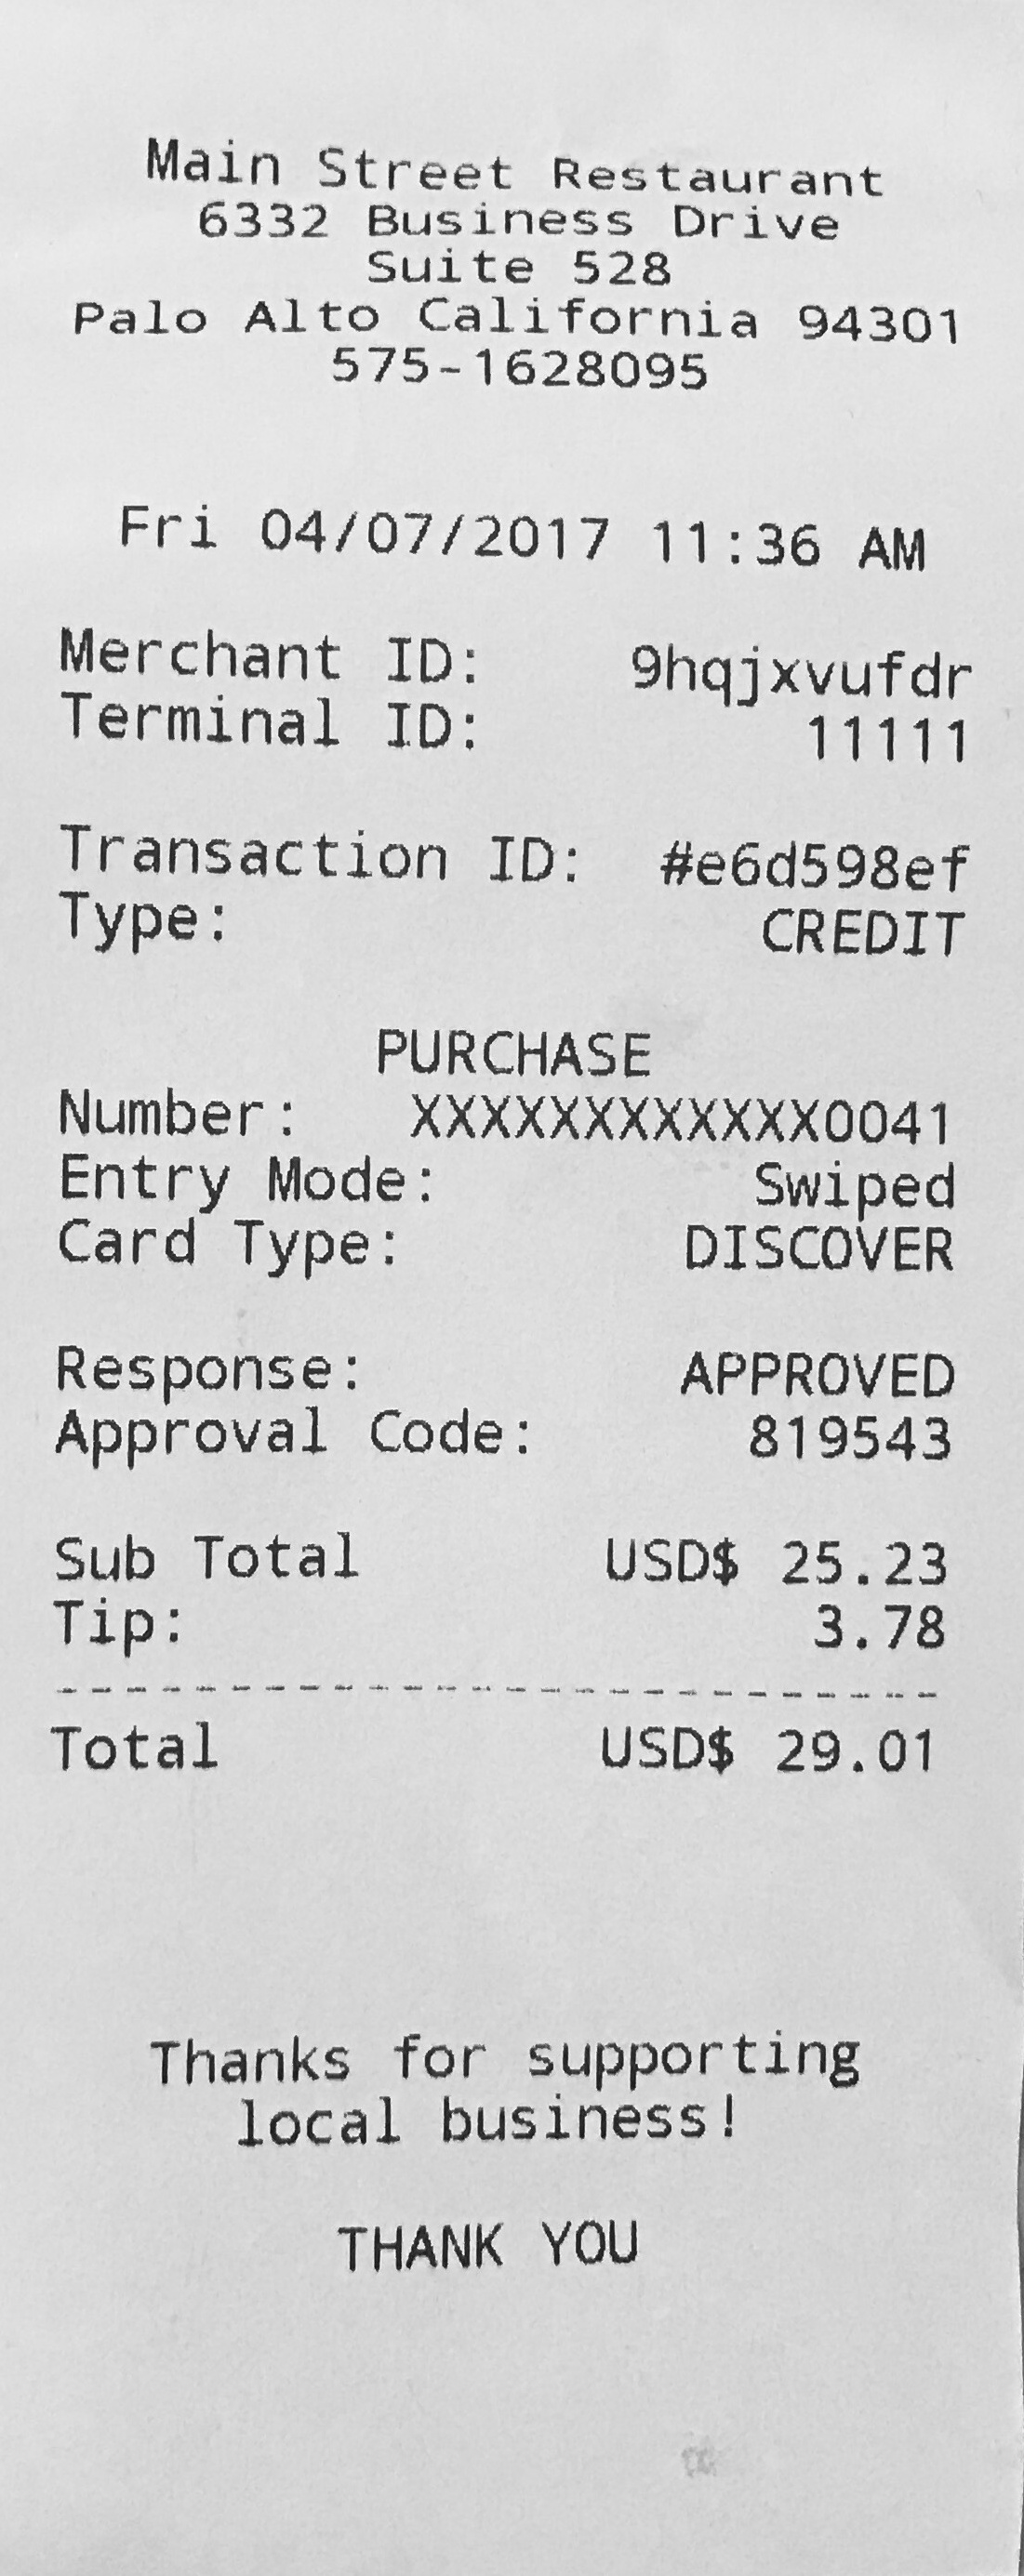 Main Street Restaurant
6332 Business Drive
Suite 528
Palo Alto California 94301
575-1628095
Fri 04/07/2017 11:36 AM
Merchant ID: 9hqjxvufdr
Terminal ID: 11111
Transaction ID: #e6d598ef
Type: CREDIT
PURCHASE
Number: XXXXXXXXXXXX0041
Entry Mode: Swiped
Card Type: DISCOVER
Response: APPROVED
Approval Code: 819543
Sub Total USD$ 25.23
Tip: 3.78
--------------------------
Total USD$ 29.01
Thanks for supporting
local business!
THANK YOU